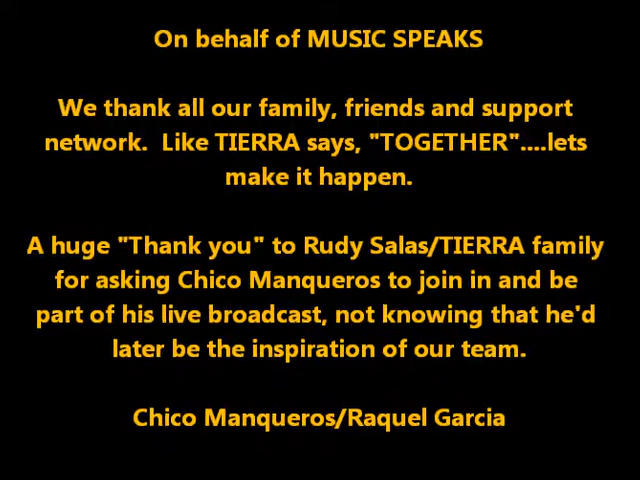 On behalf of MUSIC SPEAKS
We thank all our family, friends and support
network.  Like TIERRA says, "TOGETHER"....lets
make it happen.
A huge "Thank you" to Rudy Salas/TIERRA family
for asking Chico Manqueros to join in and be
part of his live broadcast, not knowing that he'd
later be the inspiration of our team.
Chico Manqueros/Raquel Garcia